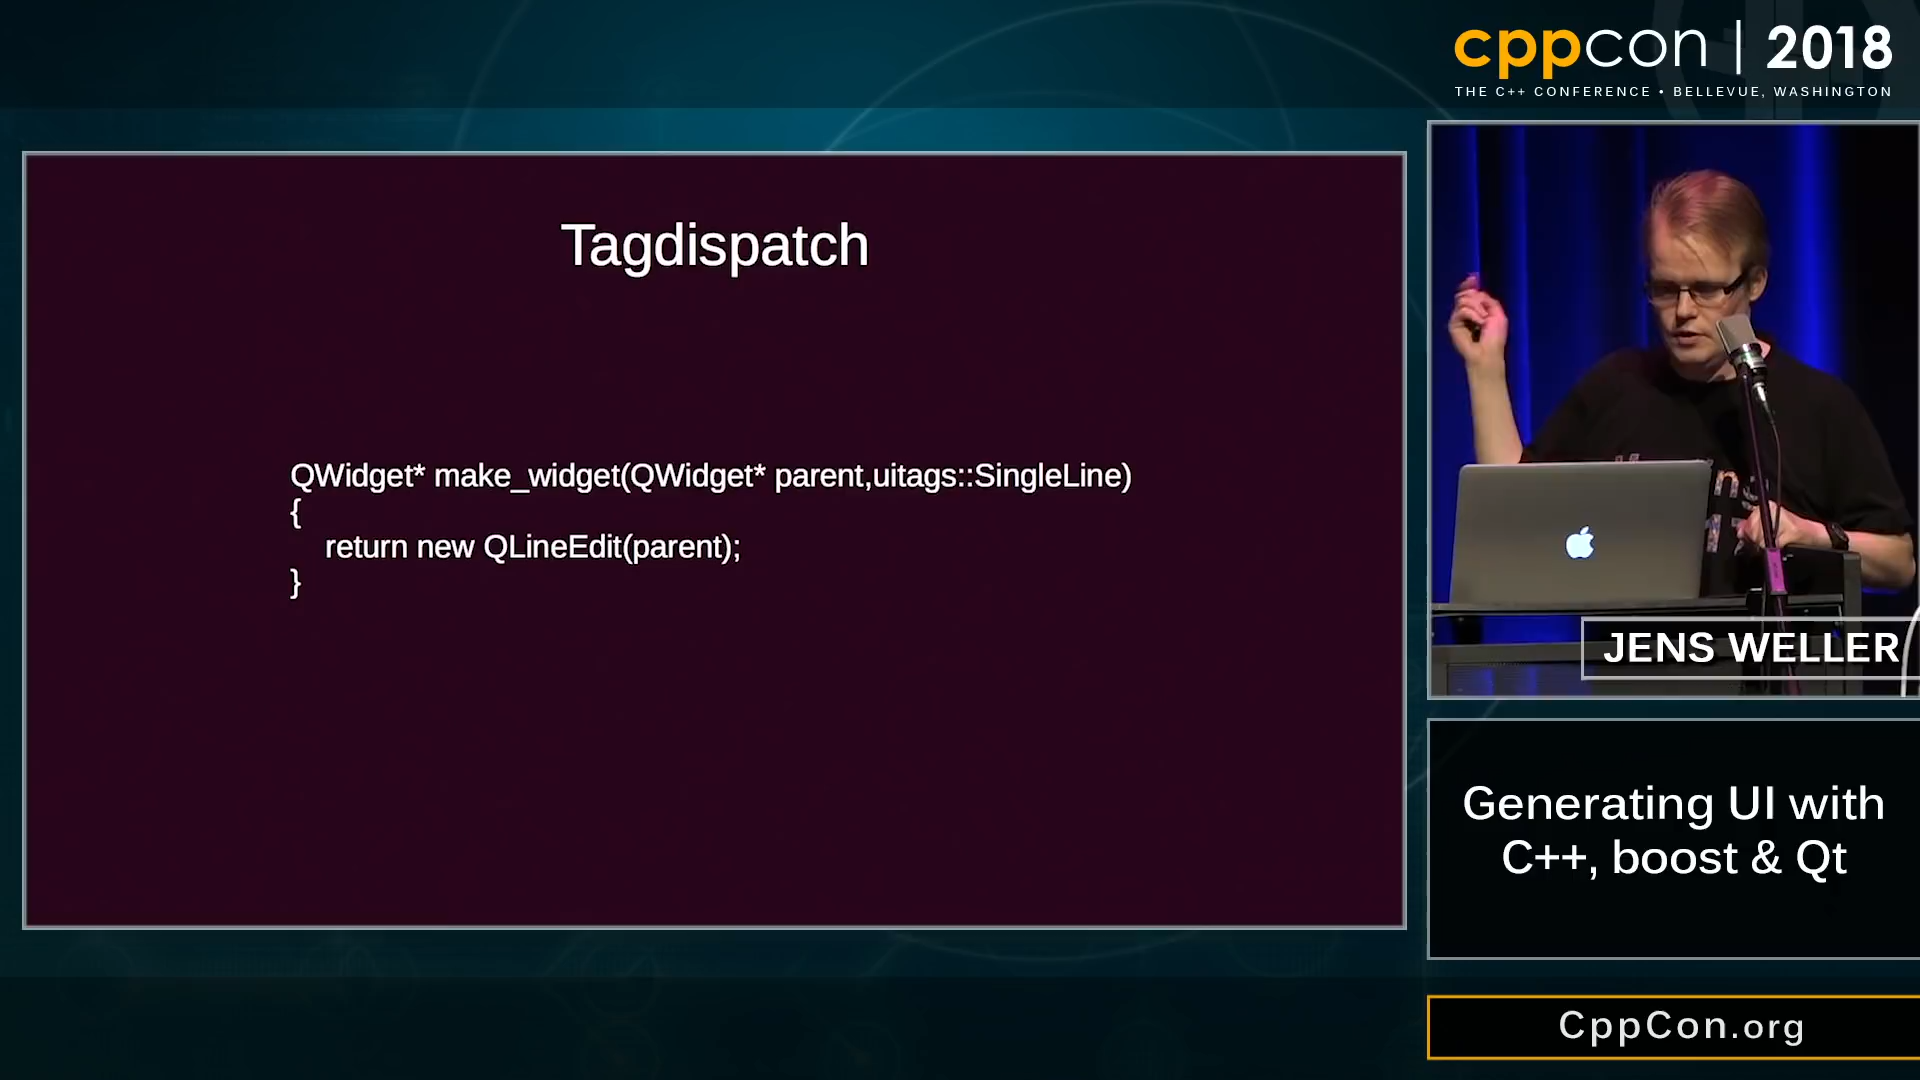 cppcon | 2018
THE C++ CONFERENCE • BELLEVUE, WASHINGTON
Tagdispatch
QWidget* make_widget(QWidget* parent,uitags::SingleLine)
{
return new QLineEdit(parent);
}
JENS WELLER
Generating UI with
C++, boost & Qt
CppCon.org